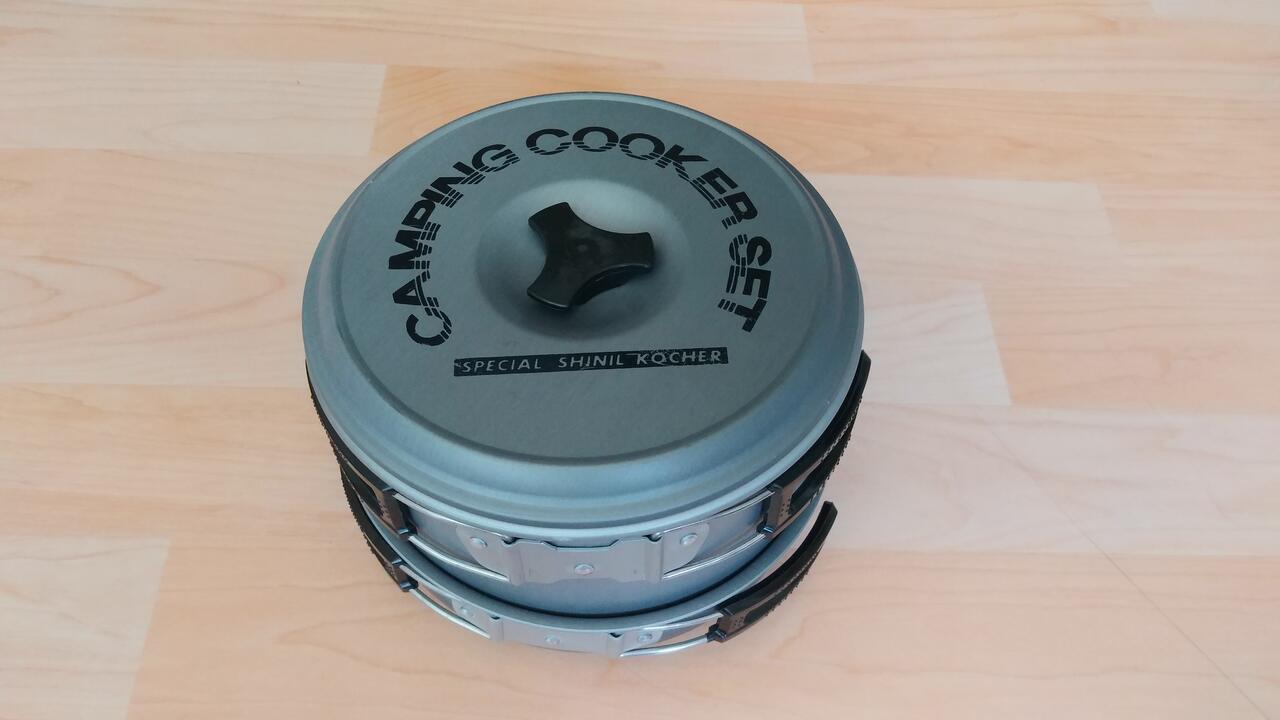 CAMPING COOKER SET
SPECIAL SHINIL KOCHER